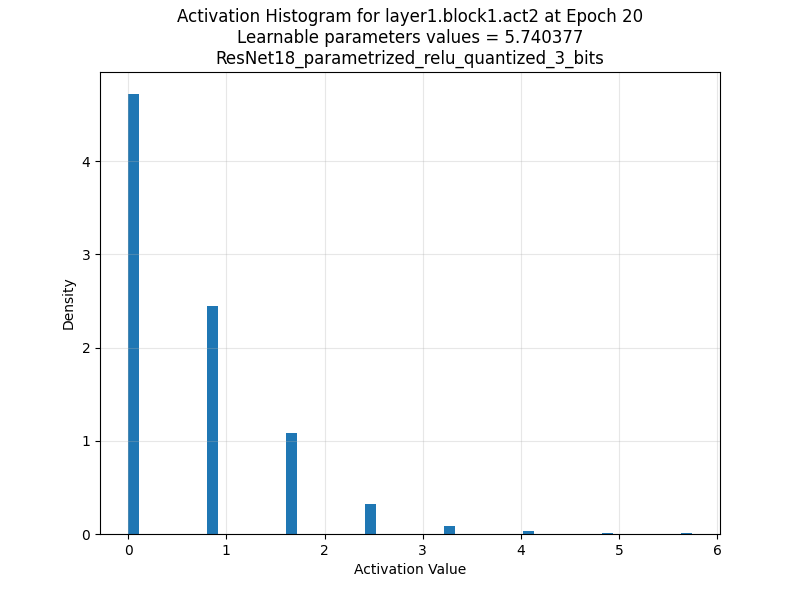 Activation Histogram for layer1.block1.act2 at Epoch 20
Learnable parameters values = 5.740377
ResNet18_parametrized_relu_quantized_3_bits
4
3
2
1
0
Density
0 1 2 3 4 5 6
Activation Value